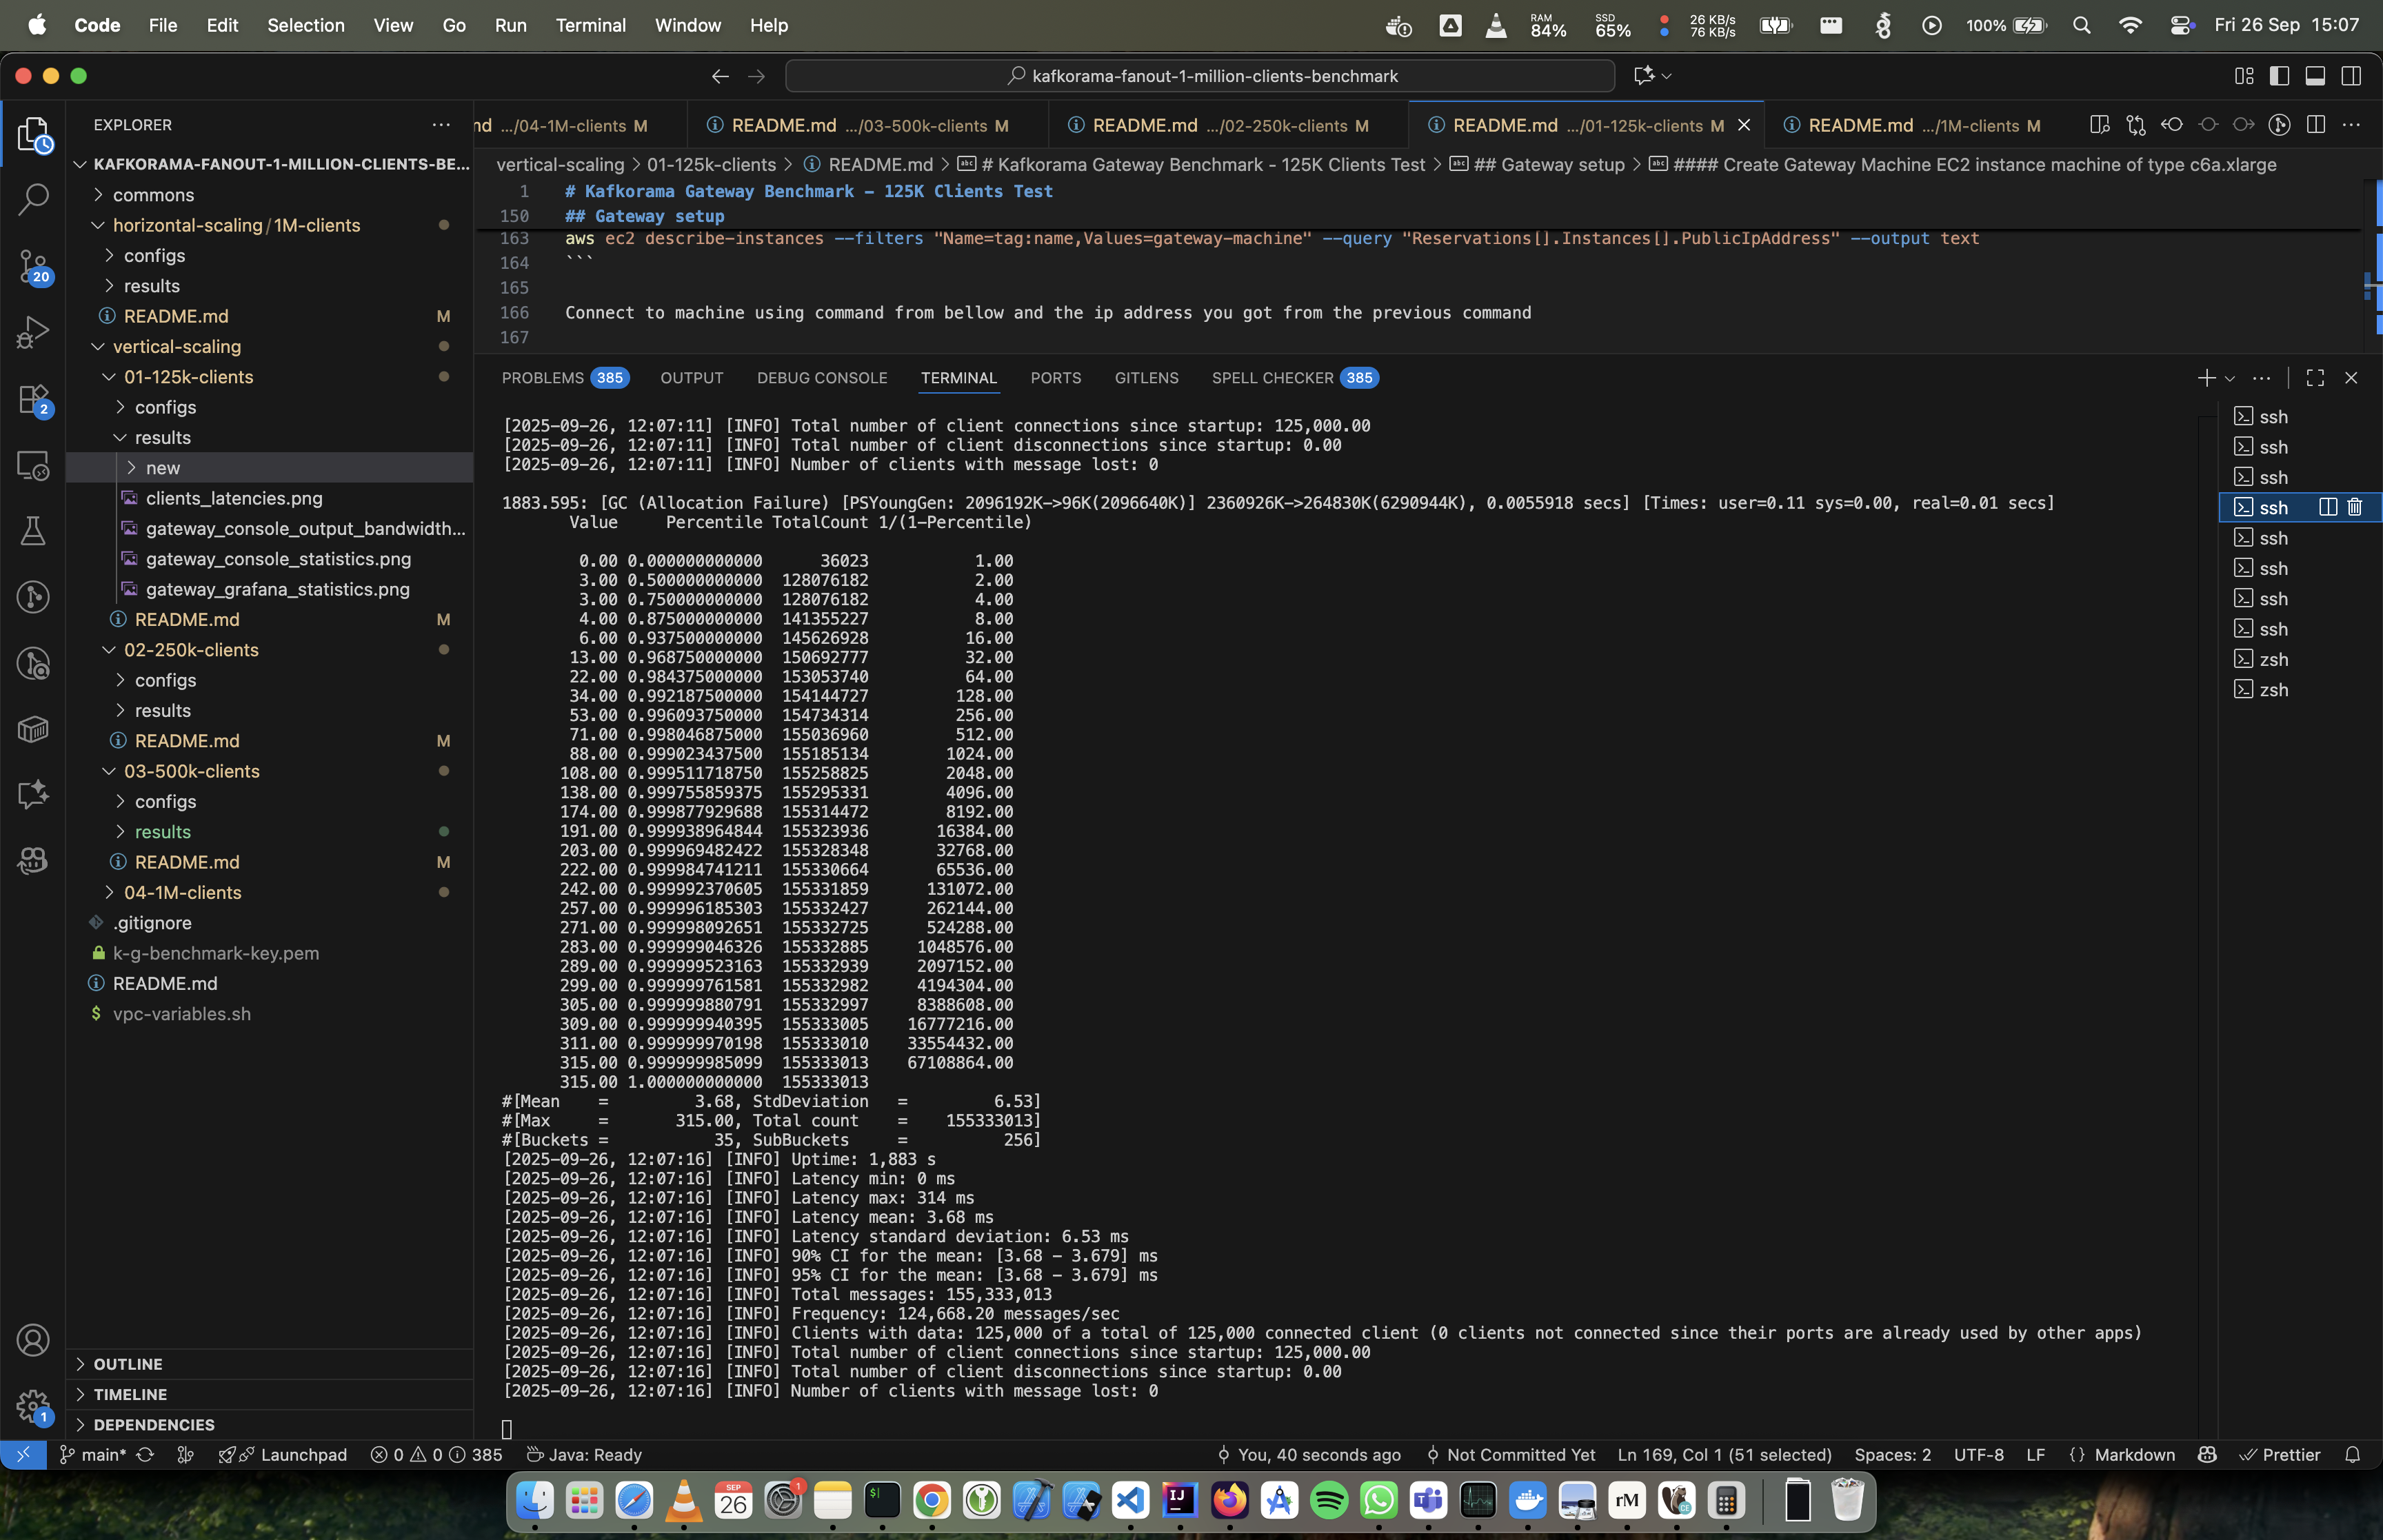 Code File Edit Selection View Go Run Terminal Window Help RAM 84% SSD 65% 26 KB/s 76 KB/s 100% Fri 26 Sep 15:07
kafkorama-fanout-1-million-clients-benchmark
EXPLORER
KAFKORAMA-FANOUT-1-MILLION-CLIENTS-BE...
commons
horizontal-scaling/1M-clients
configs
results
README.md M
vertical-scaling
01-125k-clients
configs
results
new
clients_latencies.png
gateway_console_output_bandwidth...
gateway_console_statistics.png
gateway_grafana_statistics.png
README.md M
02-250k-clients
configs
results
README.md M
03-500k-clients
configs
results
README.md M
04-1M-clients
.gitignore
k-g-benchmark-key.pem
README.md
vpc-variables.sh
OUTLINE
TIMELINE
DEPENDENCIES
20
2
1
nd .../04-1M-clients M README.md .../03-500k-clients M README.md .../02-250k-clients M README.md .../01-125k-clients M README.md .../1M-clients M
vertical-scaling > 01-125k-clients > README.md > # Kafkorama Gateway Benchmark - 125K Clients Test > ## Gateway setup > #### Create Gateway Machine EC2 instance machine of type c6a.xlarge
1 # Kafkorama Gateway Benchmark - 125K Clients Test
150 ## Gateway setup
163 aws ec2 describe-instances --filters "Name=tag:name,Values=gateway-machine" --query "Reservations[].Instances[].PublicIpAddress" --output text
164 ```
165
166 Connect to machine using command from bellow and the ip address you got from the previous command
167
PROBLEMS 385 OUTPUT DEBUG CONSOLE TERMINAL PORTS GITLENS SPELL CHECKER 385
[2025-09-26, 12:07:11] [INFO] Total number of client connections since startup: 125,000.00
[2025-09-26, 12:07:11] [INFO] Total number of client disconnections since startup: 0.00
[2025-09-26, 12:07:11] [INFO] Number of clients with message lost: 0
1883.595: [GC (Allocation Failure) [PSYoungGen: 2096192K->96K(2096640K)] 2360926K->264830K(6290944K), 0.0055918 secs] [Times: user=0.11 sys=0.00, real=0.01 secs]
Value Percentile TotalCount 1/(1-Percentile)
0.00 0.000000000000 36023 1.00
3.00 0.500000000000 128076182 2.00
3.00 0.750000000000 128076182 4.00
4.00 0.875000000000 141355227 8.00
6.00 0.937500000000 145626928 16.00
13.00 0.968750000000 150692777 32.00
22.00 0.984375000000 153053740 64.00
34.00 0.992187500000 154144727 128.00
53.00 0.996093750000 154734314 256.00
71.00 0.998046875000 155036960 512.00
88.00 0.999023437500 155185134 1024.00
108.00 0.999511718750 155258825 2048.00
138.00 0.999755859375 155295331 4096.00
174.00 0.999877929688 155314472 8192.00
191.00 0.999938964844 155323936 16384.00
203.00 0.999969482422 155328348 32768.00
222.00 0.999984741211 155330664 65536.00
242.00 0.999992370605 155331859 131072.00
257.00 0.999996185303 155332427 262144.00
271.00 0.999998092651 155332725 524288.00
283.00 0.999999046326 155332885 1048576.00
289.00 0.999999523163 155332939 2097152.00
299.00 0.999999761581 155332982 4194304.00
305.00 0.999999880791 155332997 8388608.00
309.00 0.999999940395 155333005 16777216.00
311.00 0.999999970198 155333010 33554432.00
315.00 0.999999985099 155333013 67108864.00
315.00 1.000000000000 155333013
#[Mean = 3.68, StdDeviation = 6.53]
#[Max = 315.00, Total count = 155333013]
#[Buckets = 35, SubBuckets = 256]
[2025-09-26, 12:07:16] [INFO] Uptime: 1,883 s
[2025-09-26, 12:07:16] [INFO] Latency min: 0 ms
[2025-09-26, 12:07:16] [INFO] Latency max: 314 ms
[2025-09-26, 12:07:16] [INFO] Latency mean: 3.68 ms
[2025-09-26, 12:07:16] [INFO] Latency standard deviation: 6.53 ms
[2025-09-26, 12:07:16] [INFO] 90% CI for the mean: [3.68 - 3.679] ms
[2025-09-26, 12:07:16] [INFO] 95% CI for the mean: [3.68 - 3.679] ms
[2025-09-26, 12:07:16] [INFO] Total messages: 155,333,013
[2025-09-26, 12:07:16] [INFO] Frequency: 124,668.20 messages/sec
[2025-09-26, 12:07:16] [INFO] Clients with data: 125,000 of a total of 125,000 connected client (0 clients not connected since their ports are already used by other apps)
[2025-09-26, 12:07:16] [INFO] Total number of client connections since startup: 125,000.00
[2025-09-26, 12:07:16] [INFO] Total number of client disconnections since startup: 0.00
[2025-09-26, 12:07:16] [INFO] Number of clients with message lost: 0
ssh
ssh
ssh
ssh
ssh
ssh
ssh
ssh
zsh
zsh
main* Launchpad 0 0 385 Java: Ready You, 40 seconds ago Not Committed Yet Ln 169, Col 1 (51 selected) Spaces: 2 UTF-8 LF {} Markdown Prettier
SEP 26 1 $ IJ rM CE